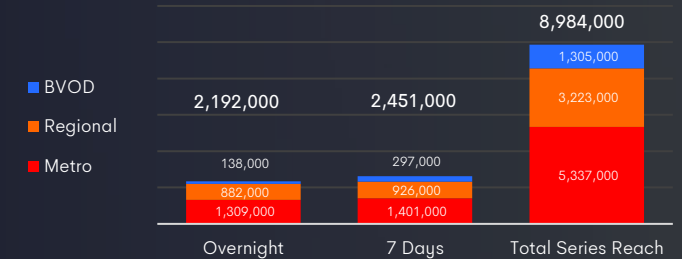 8,984,000
BVOD
1,305,000
2,192,000
2,451,000
3,223,000
Regional
138,000
297,000
Metro
882,000
926,000
5,337,000
1,309,000
1,401,000
Overnight
7 Days
Total Series Reach